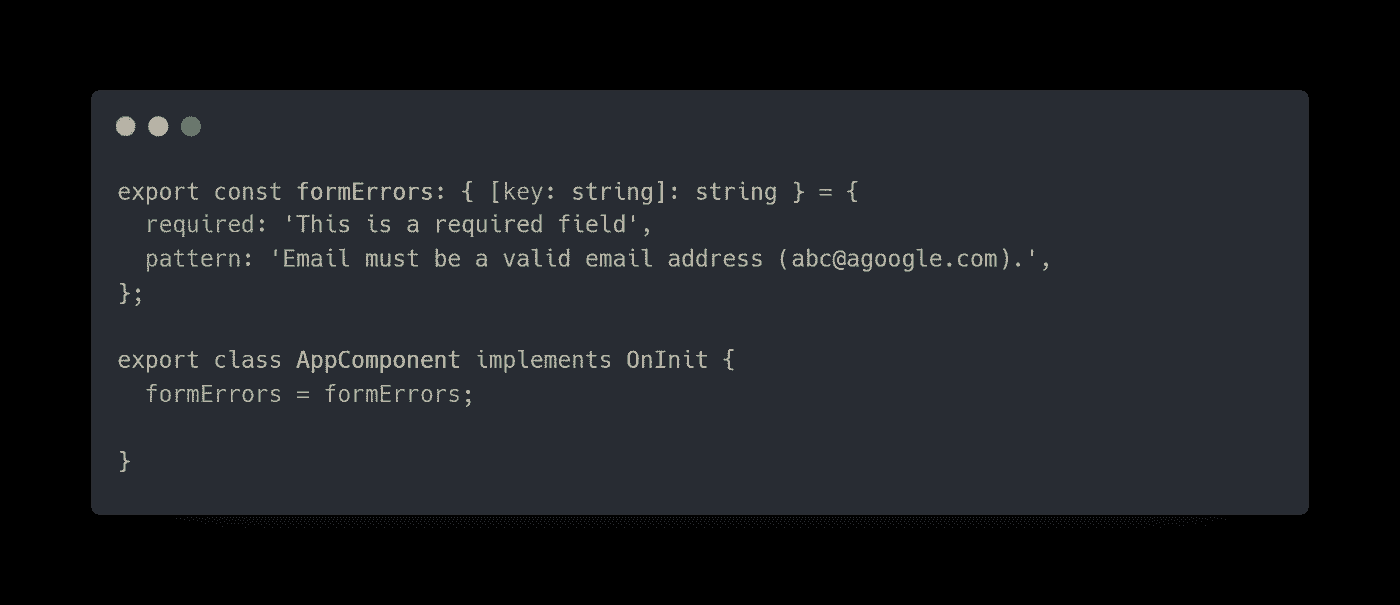 export const formErrors: { [key: string]: string } = {
  required: 'This is a required field',
  pattern: 'Email must be a valid email address (abc@agoogle.com).',
};
export class AppComponent implements OnInit {
  formErrors = formErrors;
}